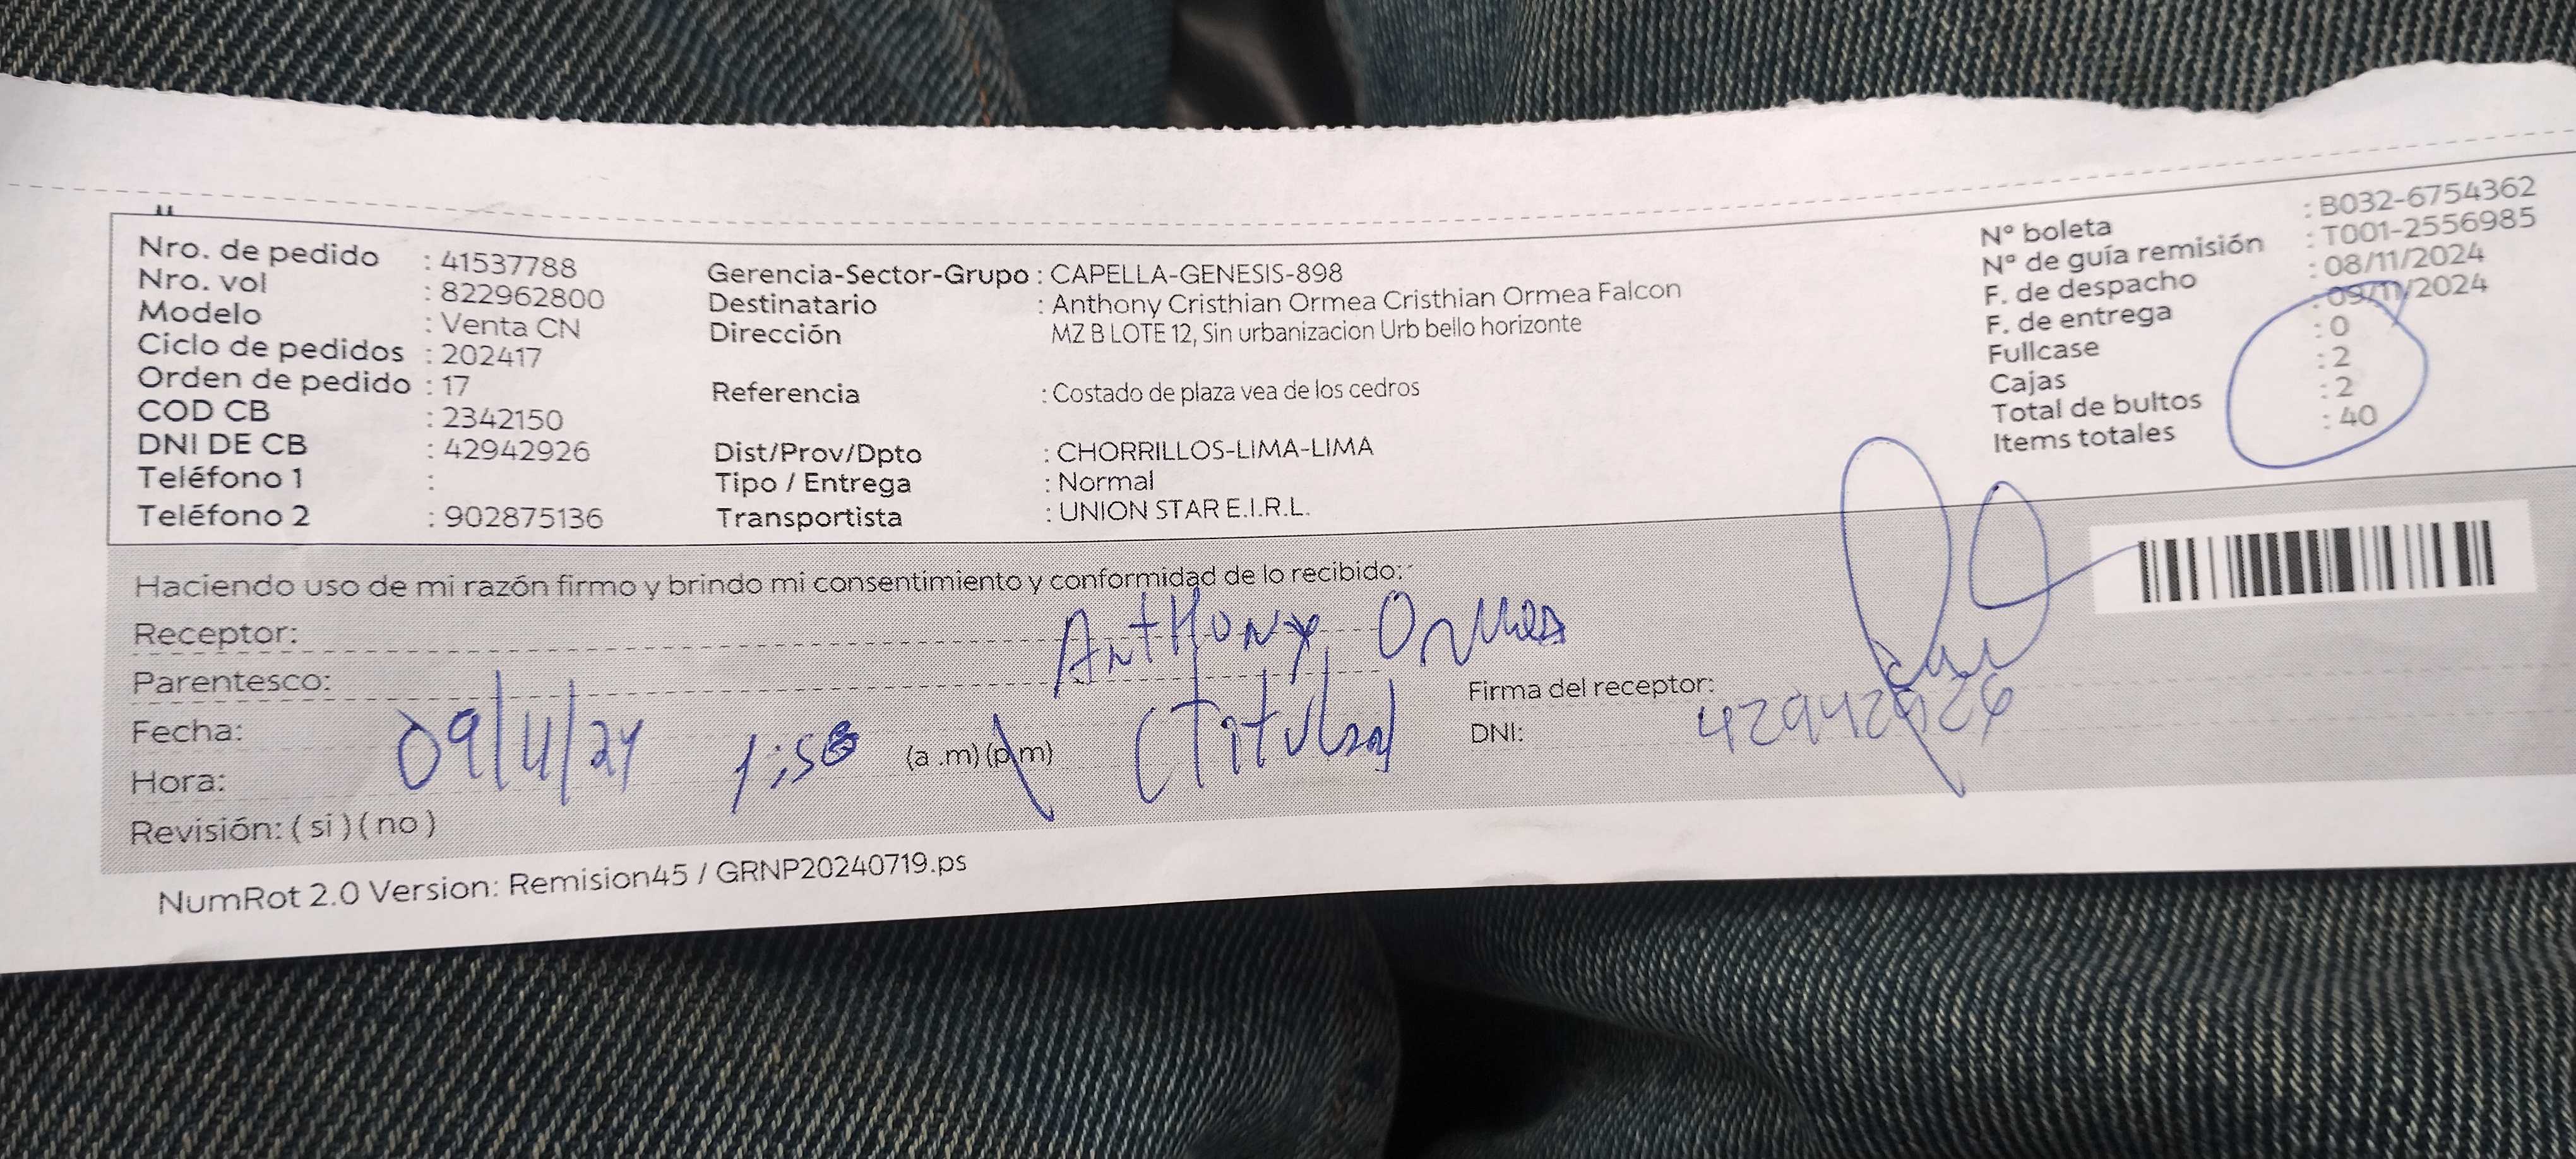 Nro. de pedido : 41537788
Nro. vol : 822962800
Modelo : Venta CN
Ciclo de pedidos : 202417
Orden de pedido : 17
COD CB : 2342150
DNI DE CB : 42942926
Teléfono 1 :
Teléfono 2 : 902875136
Gerencia-Sector-Grupo : CAPELLA-GENESIS-898
Destinatario : Anthony Cristhian Ormea Cristhian Ormea Falcon
Dirección MZ B LOTE 12, Sin urbanizacion Urb bello horizonte
Referencia : Costado de plaza vea de los cedros
Dist/Prov/Dpto : CHORRILLOS-LIMA-LIMA
Tipo / Entrega : Normal
Transportista : UNION STAR E.I.R.L.
N° boleta : B032-6754362
N° de guía remisión : T001-2556985
F. de despacho : 08/11/2024
F. de entrega : 09/11/2024
Fullcase : 0
Cajas : 2
Total de bultos : 2
Items totales : 40
Haciendo uso de mi razón firmo y brindo mi consentimiento y conformidad de lo recibido:
Receptor: Anthony Ormea
Parentesco: (Titular)
Firma del receptor:
Fecha: 09/11/24
Hora: 1:58 (a .m) (p.m)
DNI: 42942926
Revisión: ( si ) ( no )
NumRot 2.0 Version: Remision45 / GRNP20240719.ps